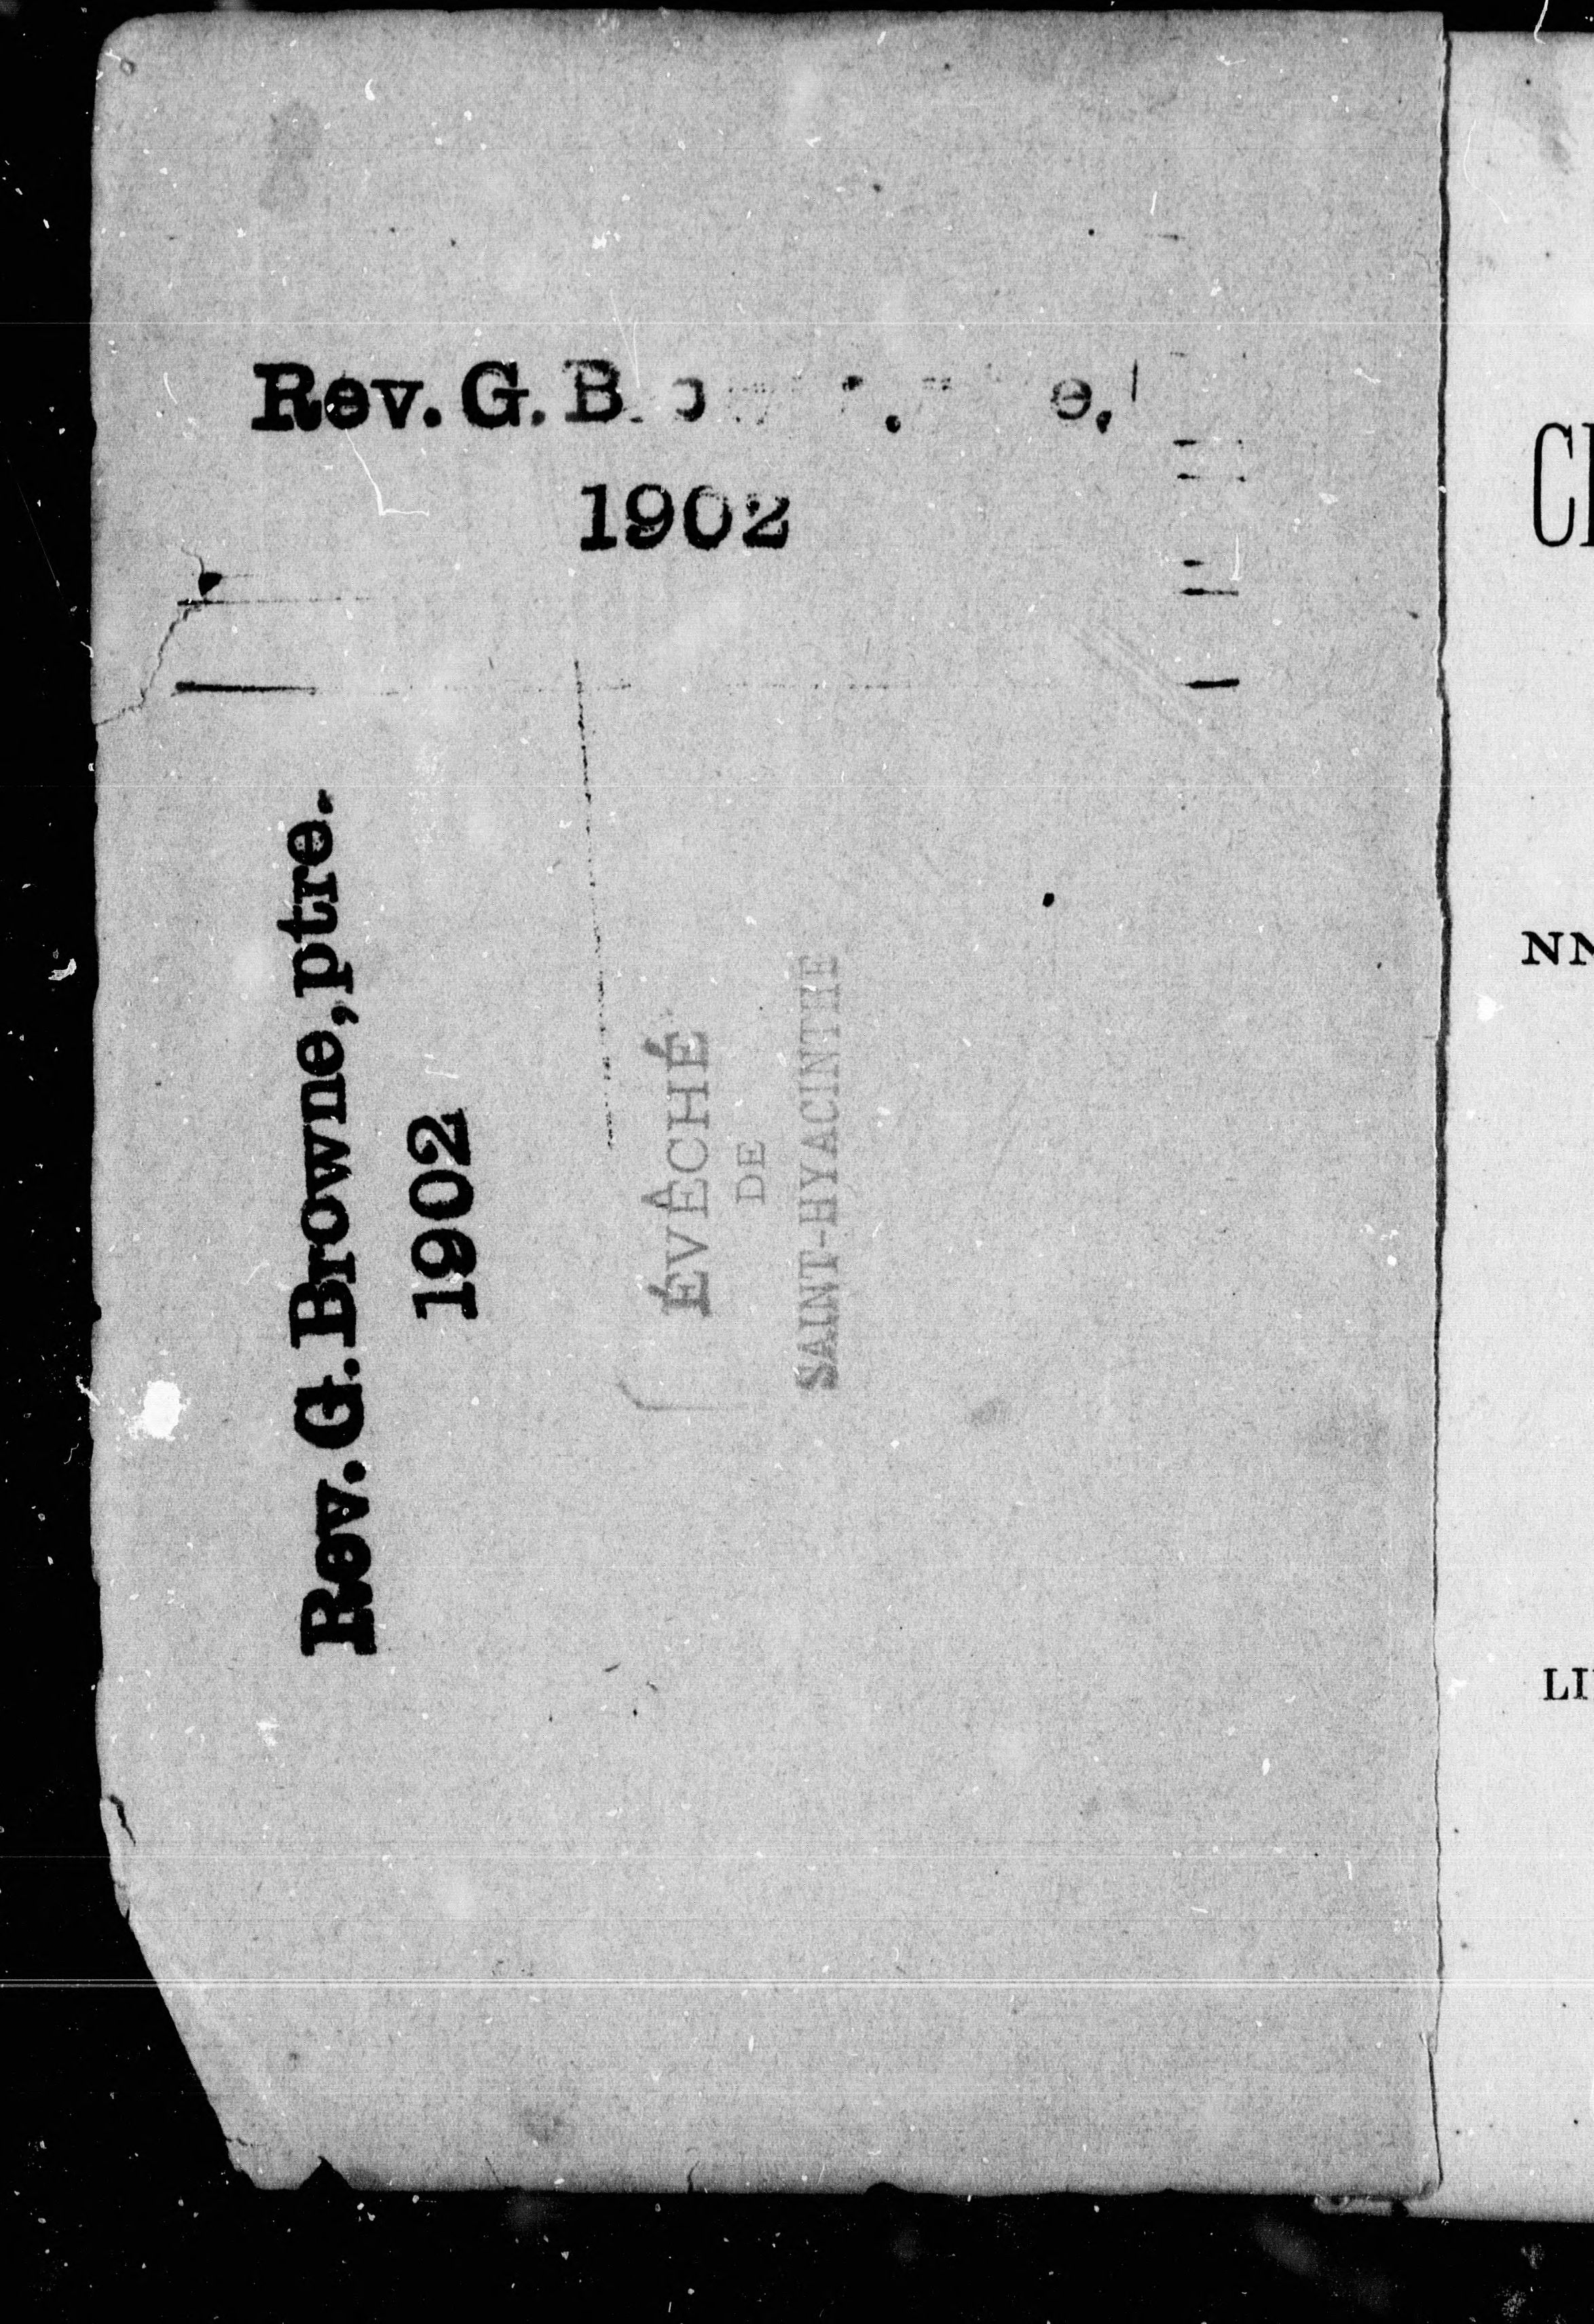 Rev. G. B
1902
Rev. G. Browne, ptre.
1902
ÉVÊCHÉ
DE
SAINT-HYACINTHE
NN
LI